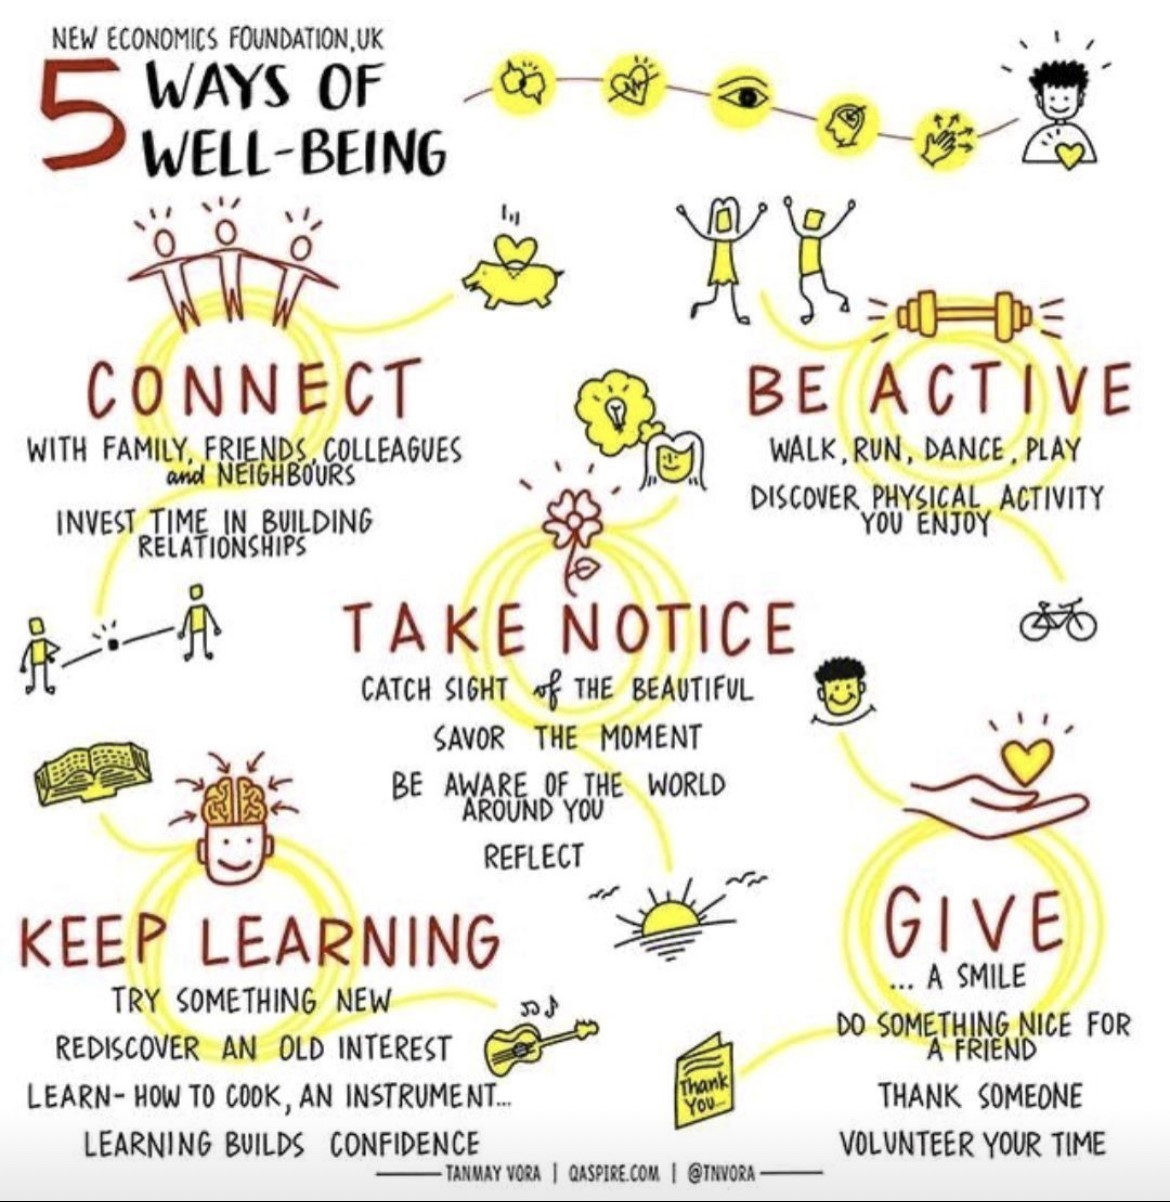 NEW ECONOMICS FOUNDATION, UK
5 WAYS OF
WELL-BEING
CONNECT
WITH FAMILY, FRIENDS, COLLEAGUES
and NEIGHBOURS
INVEST TIME IN BUILDING
RELATIONSHIPS
BE ACTIVE
WALK, RUN, DANCE, PLAY
DISCOVER PHYSICAL ACTIVITY
YOU ENJOY
TAKE NOTICE
CATCH SIGHT of THE BEAUTIFUL
SAVOR THE MOMENT
BE AWARE OF THE WORLD
AROUND YOU
REFLECT
KEEP LEARNING
TRY SOMETHING NEW
REDISCOVER AN OLD INTEREST
LEARN- HOW TO COOK, AN INSTRUMENT...
LEARNING BUILDS CONFIDENCE
GIVE
... A SMILE
DO SOMETHING NICE FOR
A FRIEND
THANK SOMEONE
VOLUNTEER YOUR TIME
Thank
You...
TANMAY VORA | QASPIRE.COM | @TNVORA